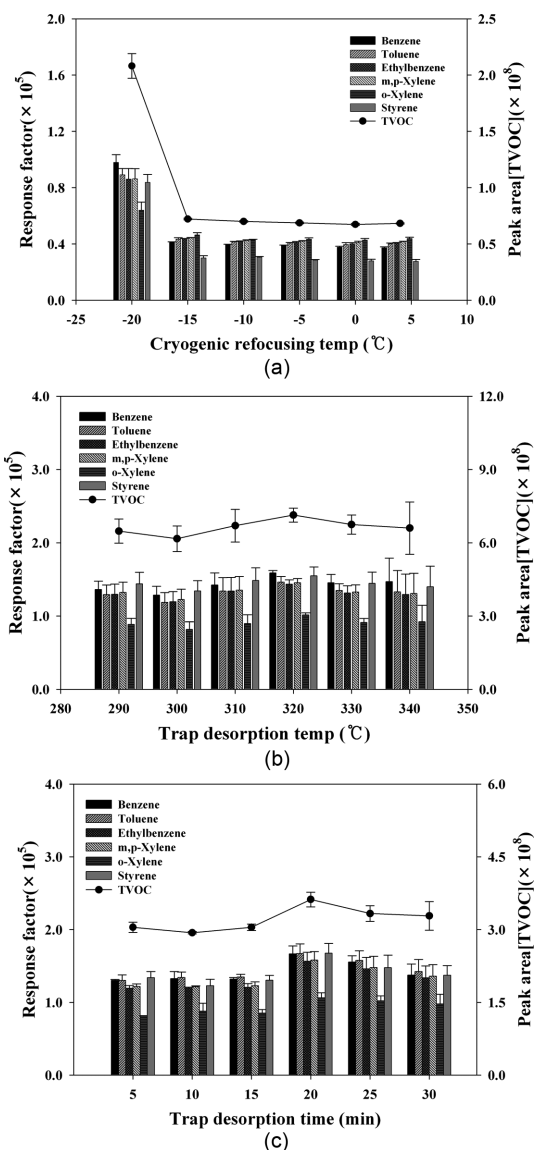 Response factor(× 10⁵)
2.0
1.6
1.2
0.8
0.4
0.0
Benzene
Toluene
Ethylbenzene
m,p-Xylene
o-Xylene
Styrene
TVOC
2.5
2.0
1.5
1.0
0.5
0.0
Peak area[TVOC](× 10⁸)
-25 -20 -15 -10 -5 0 5 10
Cryogenic refocusing temp (℃)
(a)
Response factor(× 10⁵)
4.0
3.0
2.0
1.0
0.0
Benzene
Toluene
Ethylbenzene
m,p-Xylene
o-Xylene
Styrene
TVOC
12.0
9.0
6.0
3.0
0.0
Peak area[TVOC](× 10⁸)
280 290 300 310 320 330 340 350
Trap desorption temp (℃)
(b)
Response factor(× 10⁵)
4.0
3.0
2.0
1.0
0.0
Benzene
Toluene
Ethylbenzene
m,p-Xylene
o-Xylene
Styrene
TVOC
6.0
4.5
3.0
1.5
0.0
Peak area[TVOC](× 10⁸)
5 10 15 20 25 30
Trap desorption time (min)
(c)